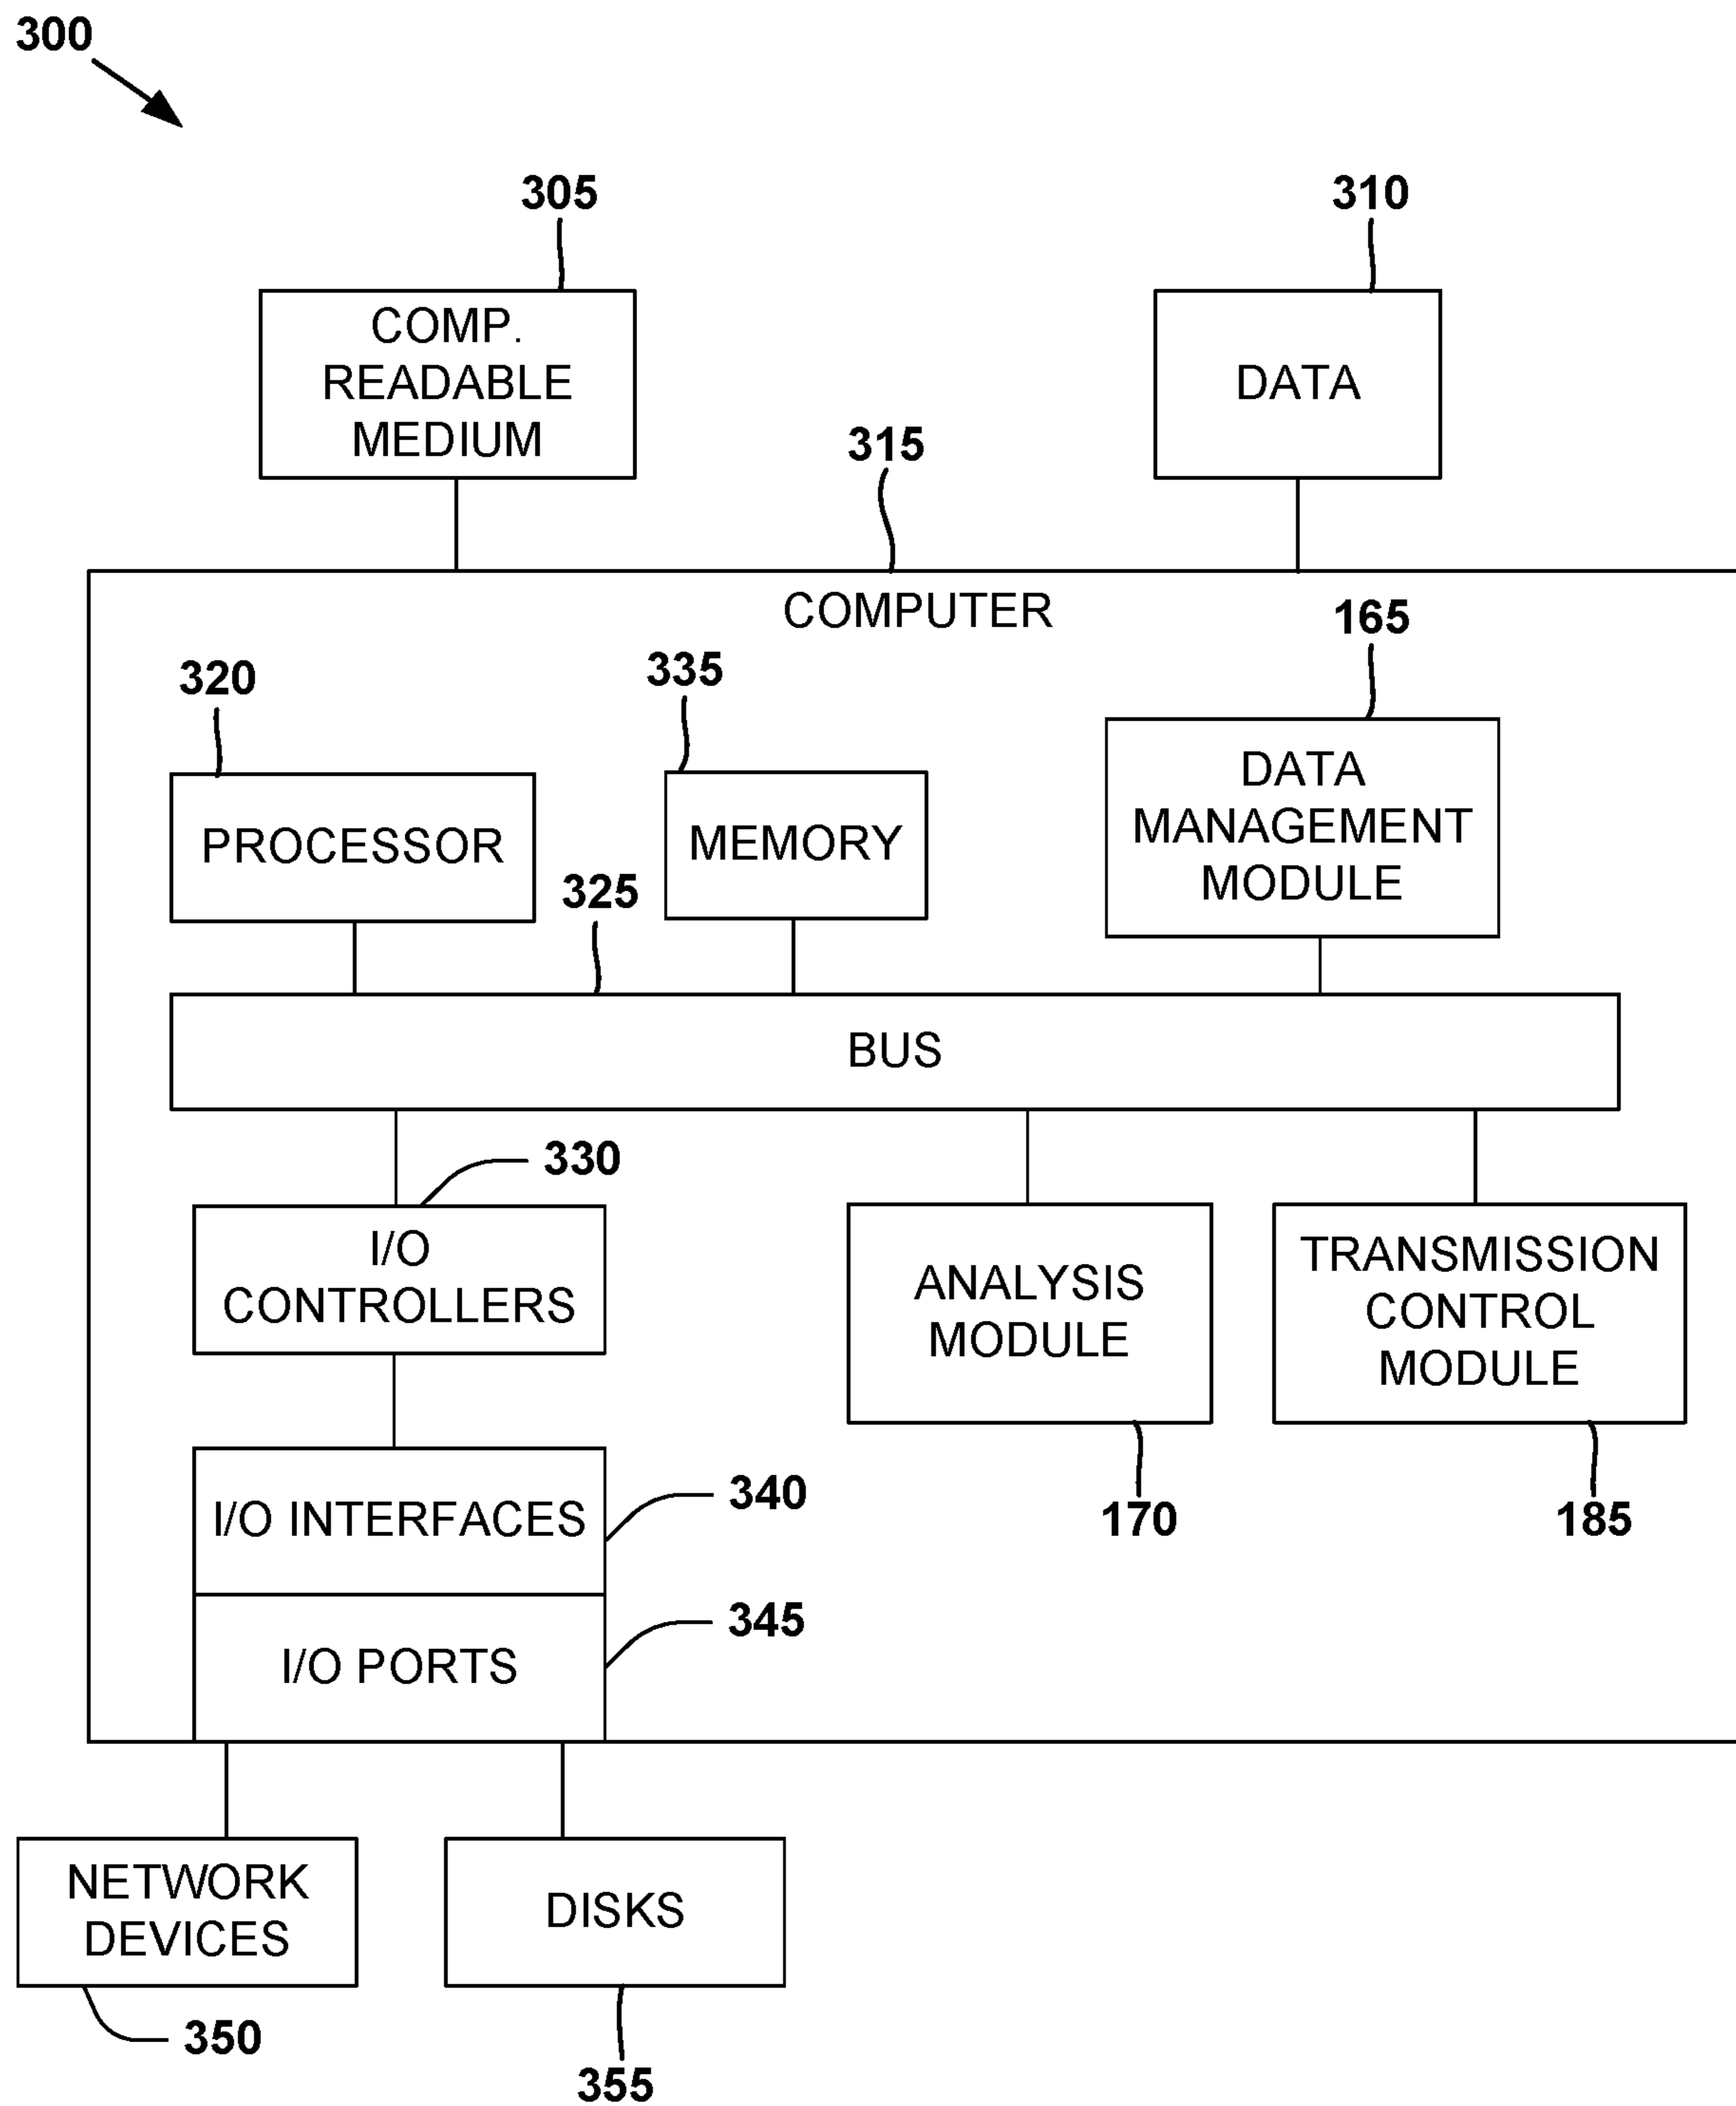 300
305
310
COMP.
READABLE
MEDIUM
DATA
315
COMPUTER
165
320
335
DATA
MANAGEMENT
MODULE
PROCESSOR
MEMORY
325
BUS
330
I/O
CONTROLLERS
ANALYSIS
MODULE
TRANSMISSION
CONTROL
MODULE
I/O INTERFACES
340
170
185
I/O PORTS
345
NETWORK
DEVICES
DISKS
350
355